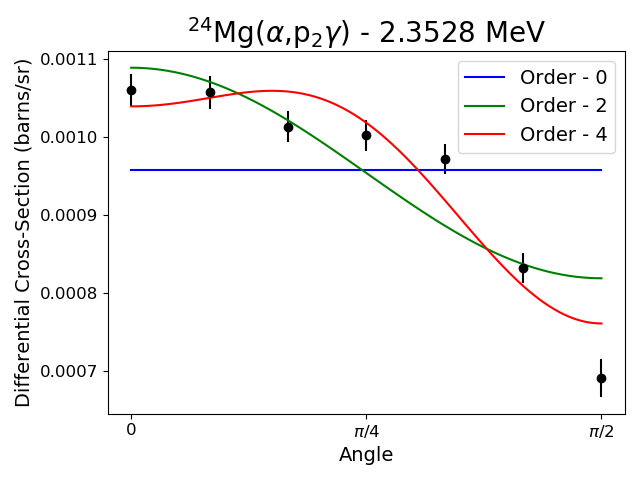 ²⁴Mg(α,p₂γ) - 2.3528 MeV
Differential Cross-Section (barns/sr)
0.0011
0.0010
0.0009
0.0008
0.0007
Order - 0
Order - 2
Order - 4
0
π/4
π/2
Angle